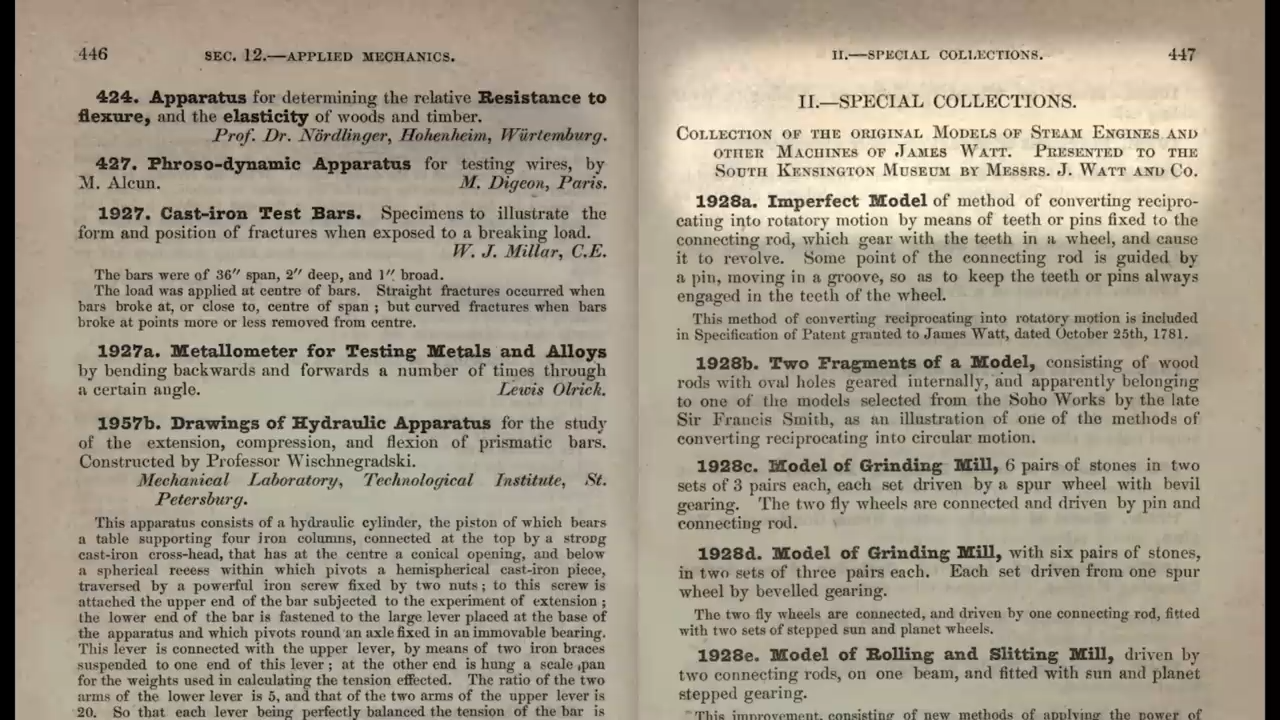 446 SEC. 12.—APPLIED MECHANICS.
424. Apparatus for determining the relative Resistance to
flexure, and the elasticity of woods and timber.
Prof. Dr. Nördlinger, Hohenheim, Würtemburg.
427. Phroso-dynamic Apparatus for testing wires, by
M. Alcun. M. Digeon, Paris.
1927. Cast-iron Test Bars. Specimens to illustrate the
form and position of fractures when exposed to a breaking load.
W. J. Millar, C.E.
The bars were of 36″ span, 2″ deep, and 1″ broad.
The load was applied at centre of bars. Straight fractures occurred when
bars broke at, or close to, centre of span ; but curved fractures when bars
broke at points more or less removed from centre.
1927a. Metallometer for Testing Metals and Alloys
by bending backwards and forwards a number of times through
a certain angle. Lewis Olrick.
1957b. Drawings of Hydraulic Apparatus for the study
of the extension, compression, and flexion of prismatic bars.
Constructed by Professor Wischnegradski.
Mechanical Laboratory, Technological Institute, St.
Petersburg.
This apparatus consists of a hydraulic cylinder, the piston of which bears
a table supporting four iron columns, connected at the top by a strong
cast-iron cross-head, that has at the centre a conical opening, and below
a spherical recess within which pivots a hemispherical cast-iron piece,
traversed by a powerful iron screw fixed by two nuts ; to this screw is
attached the upper end of the bar subjected to the experiment of extension ;
the lower end of the bar is fastened to the large lever placed at the base of
the apparatus and which pivots round an axle fixed in an immovable bearing.
This lever is connected with the upper lever, by means of two iron braces
suspended to one end of this lever ; at the other end is hung a scale pan
for the weights used in calculating the tension effected. The ratio of the two
arms of the lower lever is 5, and that of the two arms of the upper lever is
20. So that each lever being perfectly balanced the tension of the bar is
II.—SPECIAL COLLECTIONS. 447
II.—SPECIAL COLLECTIONS.
COLLECTION OF THE ORIGINAL MODELS OF STEAM ENGINES AND
OTHER MACHINES OF JAMES WATT. PRESENTED TO THE
SOUTH KENSINGTON MUSEUM BY MESSRS. J. WATT AND CO.
1928a. Imperfect Model of method of converting recipro-
cating into rotatory motion by means of teeth or pins fixed to the
connecting rod, which gear with the teeth in a wheel, and cause
it to revolve. Some point of the connecting rod is guided by
a pin, moving in a groove, so as to keep the teeth or pins always
engaged in the teeth of the wheel.
This method of converting reciprocating into rotatory motion is included
in Specification of Patent granted to James Watt, dated October 25th, 1781.
1928b. Two Fragments of a Model, consisting of wood
rods with oval holes geared internally, and apparently belonging
to one of the models selected from the Soho Works by the late
Sir Francis Smith, as an illustration of one of the methods of
converting reciprocating into circular motion.
1928c. Model of Grinding Mill, 6 pairs of stones in two
sets of 3 pairs each, each set driven by a spur wheel with bevil
gearing. The two fly wheels are connected and driven by pin and
connecting rod.
1928d. Model of Grinding Mill, with six pairs of stones,
in two sets of three pairs each. Each set driven from one spur
wheel by bevelled gearing.
The two fly wheels are connected, and driven by one connecting rod, fitted
with two sets of stepped sun and planet wheels.
1928e. Model of Rolling and Slitting Mill, driven by
two connecting rods, on one beam, and fitted with sun and planet
stepped gearing.
This improvement, consisting of new methods of applying the power of